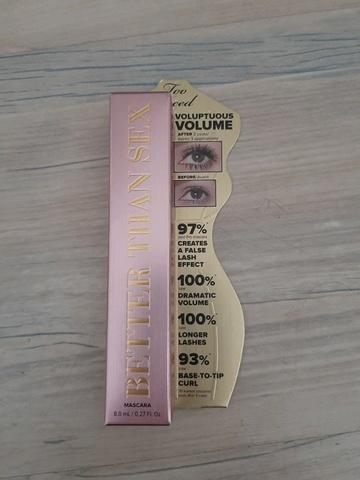 BETTER THAN SEX
MASCARA
8.0 mL / 0.27 Fl. Oz
Too
ced
VOLUPTUOUS
VOLUME
AFTER
BEFORE
97%
CREATES
A FALSE
LASH
EFFECT
100%
DRAMATIC
VOLUME
100%
LONGER
LASHES
93%
BASE-TO-TIP
CURL